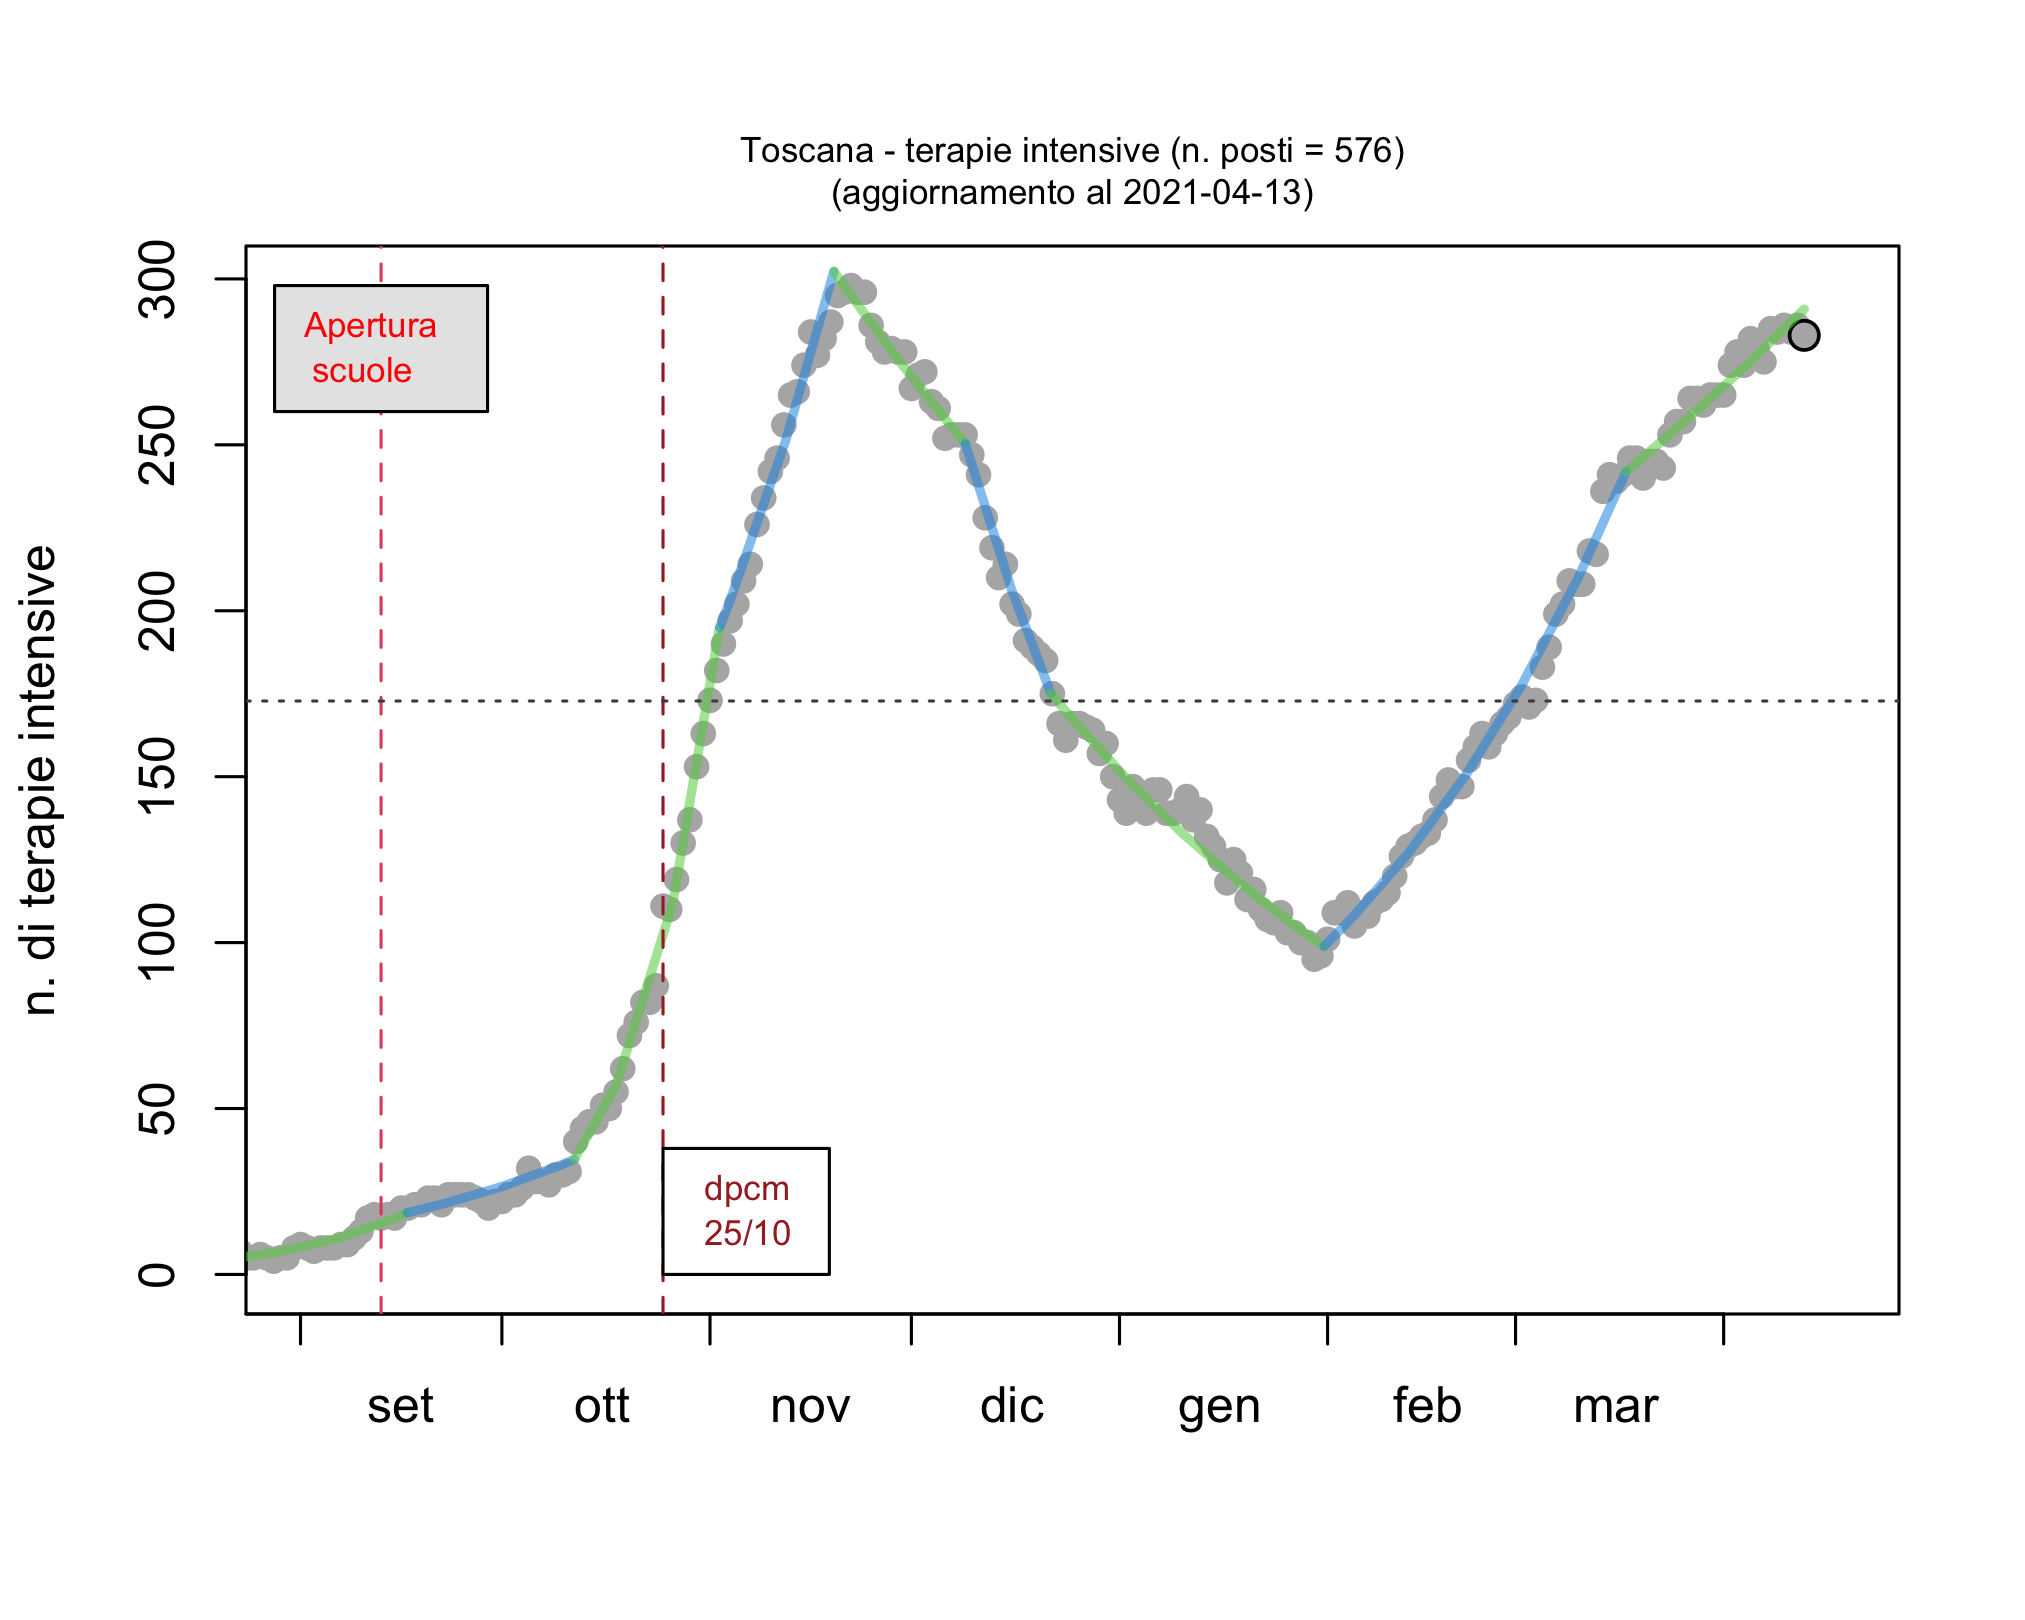 Toscana - terapie intensive (n. posti = 576)
(aggiornamento al 2021-04-13)
n. di terapie intensive
300
250
200
150
100
50
0
Apertura
scuole
dpcm
25/10
set
ott
nov
dic
gen
feb
mar